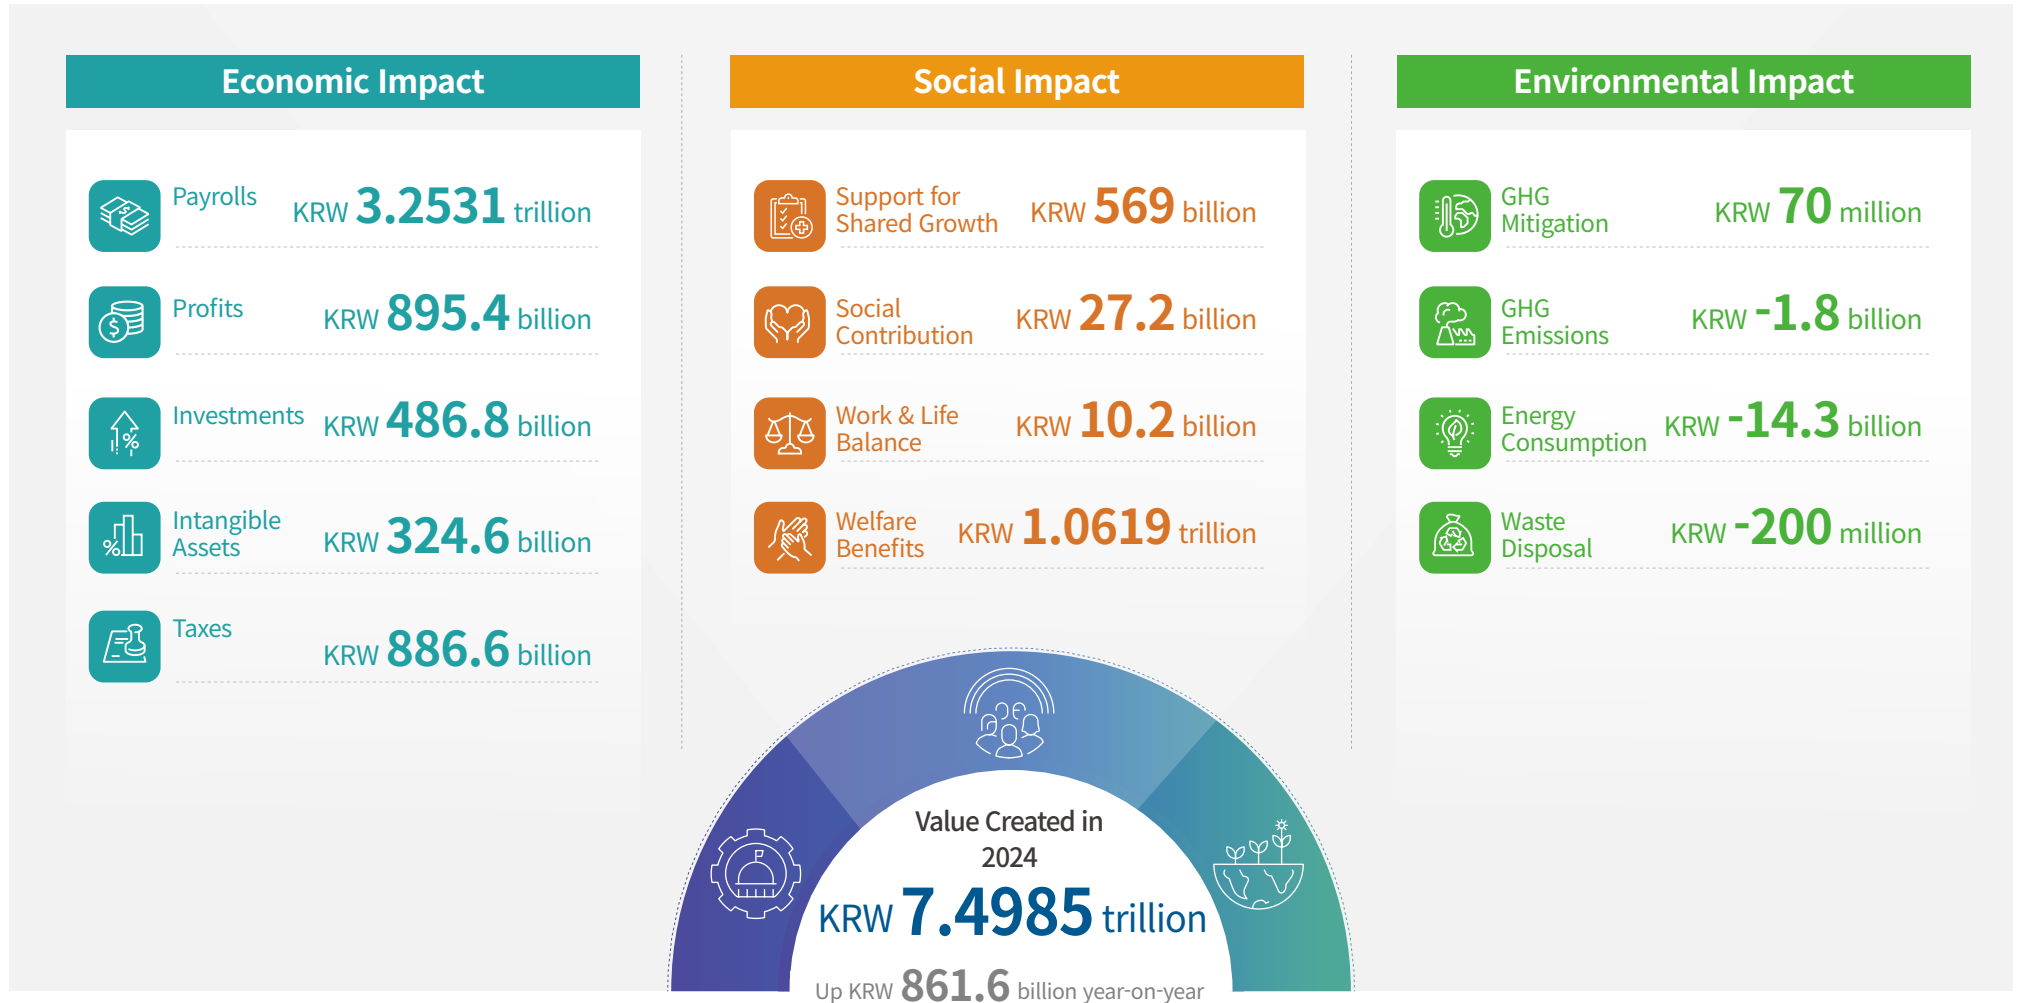 Economic Impact
Payrolls
KRW 3.2531 trillion
Profits
KRW 895.4 billion
Investments
KRW 486.8 billion
Intangible
Assets
KRW 324.6 billion
Taxes
KRW 886.6 billion
Social Impact
Support for
Shared Growth
KRW 569 billion
Social
Contribution
KRW 27.2 billion
Work & Life
Balance
KRW 10.2 billion
Welfare
Benefits
KRW 1.0619 trillion
Environmental Impact
GHG
Mitigation
KRW 70 million
GHG
Emissions
KRW -1.8 billion
Energy
Consumption
KRW -14.3 billion
Waste
Disposal
KRW -200 million
Value Created in
2024
KRW 7.4985 trillion
Up KRW 861.6 billion year-on-year